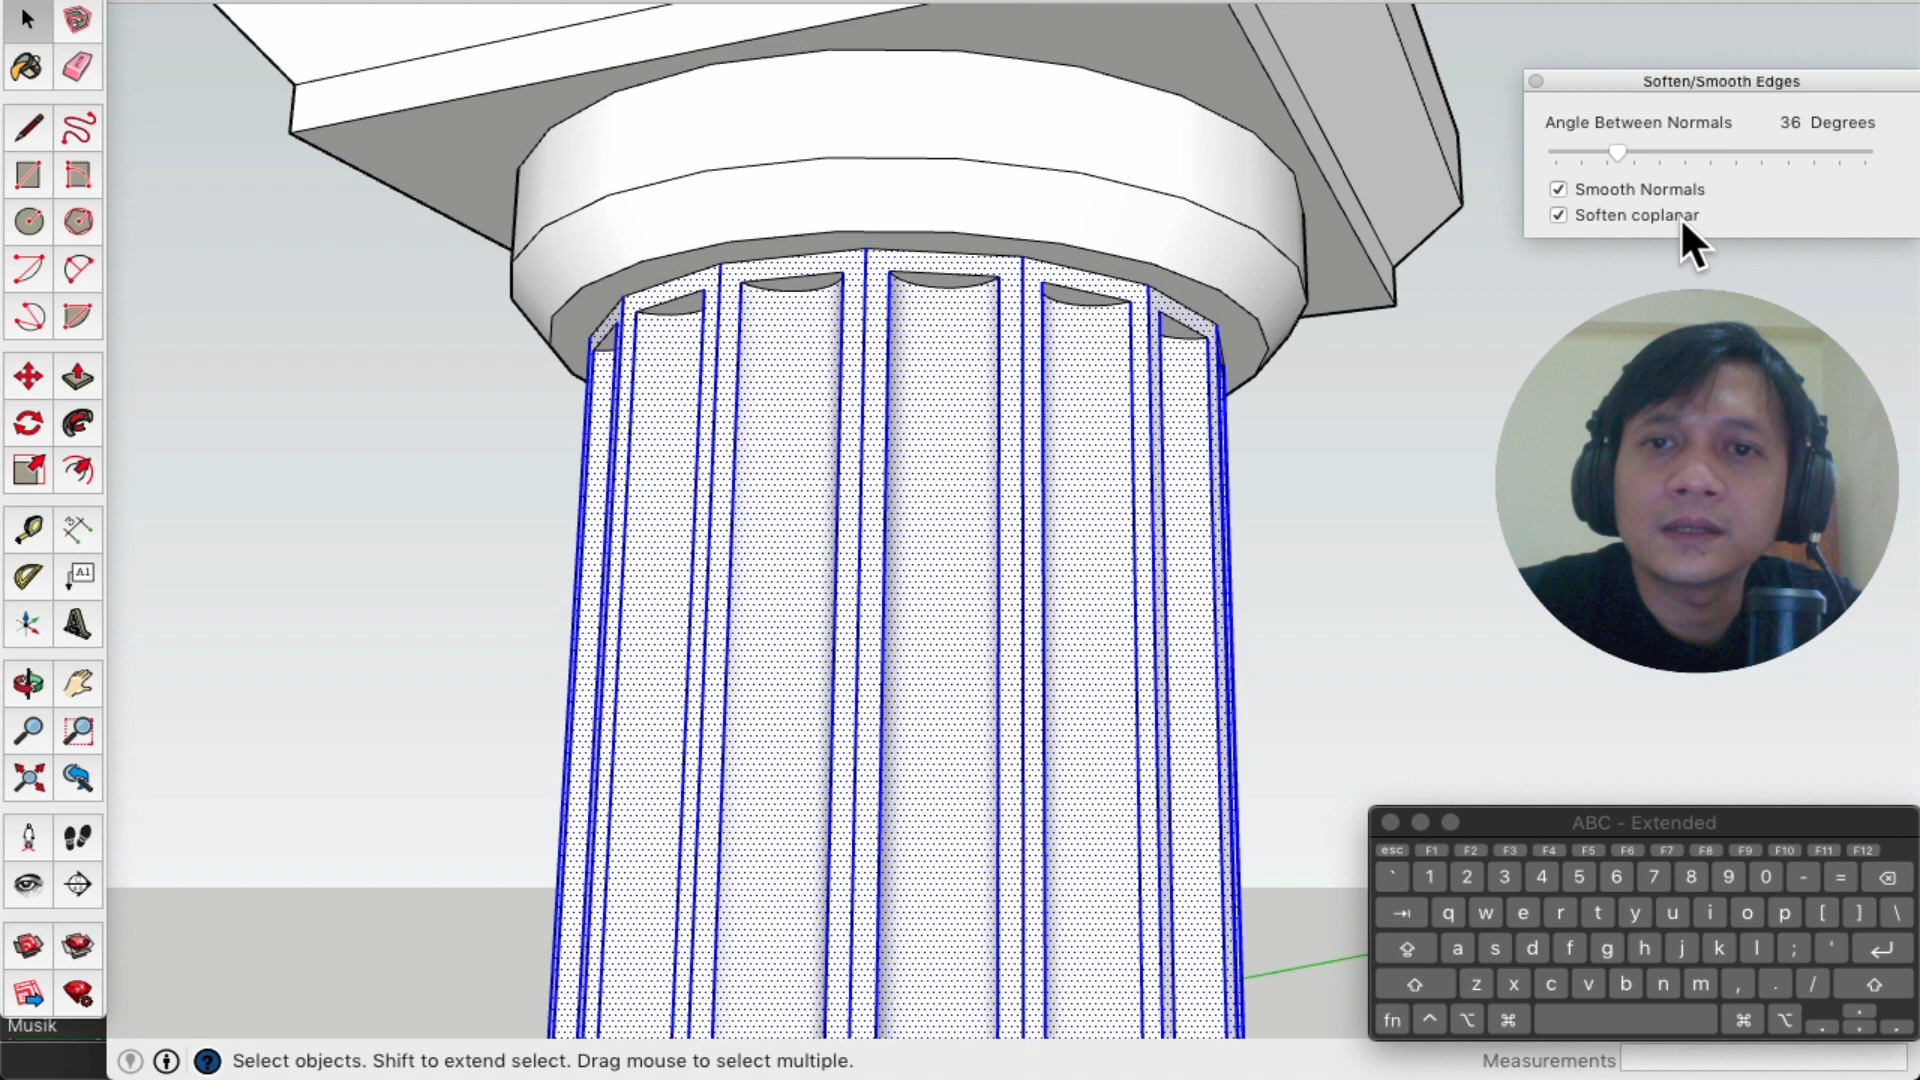 Soften/Smooth Edges
Angle Between Normals 36 Degrees
Smooth Normals
Soften coplanar
A1
ABC - Extended
esc F1 F2 F3 F4 F5 F6 F7 F8 F9 F10 F11 F12
` 1 2 3 4 5 6 7 8 9 0 - =
q w e r t y u i o p [ ] \
a s d f g h j k l ; '
z x c v b n m , . /
fn ^ ⌥ ⌘ ⌘ ⌥
Musik
Select objects. Shift to extend select. Drag mouse to select multiple.
Measurements